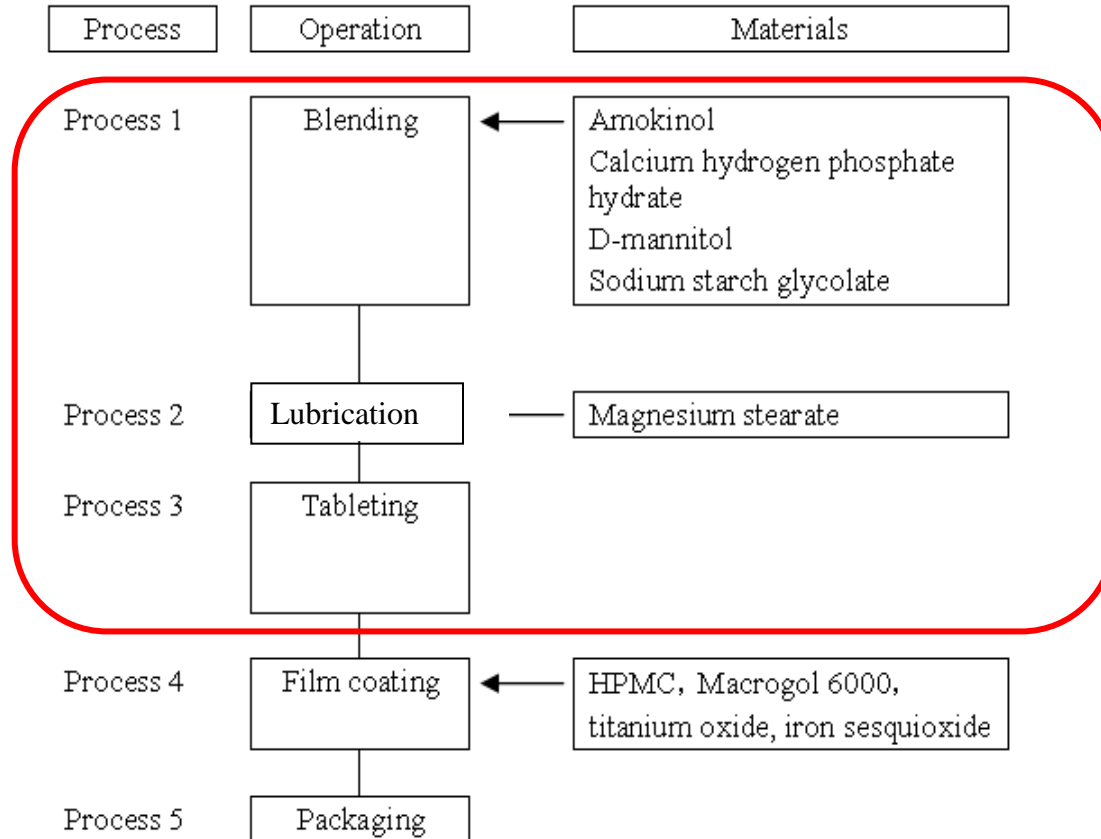 Process Operation Materials
Process 1 Blending Amokinol
Calcium hydrogen phosphate
hydrate
D-mannitol
Sodium starch glycolate
Process 2 Lubrication Magnesium stearate
Process 3 Tableting
Process 4 Film coating HPMC, Macrogol 6000,
titanium oxide, iron sesquioxide
Process 5 Packaging